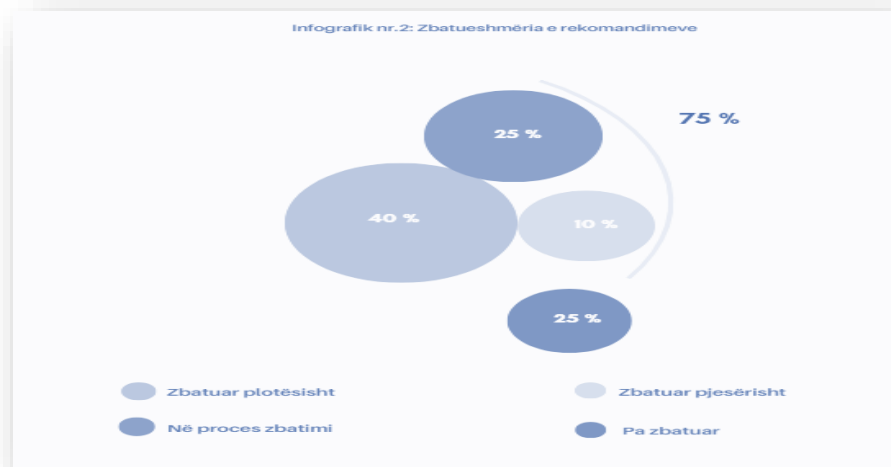 Infografik nr.2: Zbatueshmëria e rekomandimeve
75 %
25 %
40 %
10 %
25 %
Zbatuar plotësisht
Zbatuar pjesërisht
Në proces zbatimi
Pa zbatuar